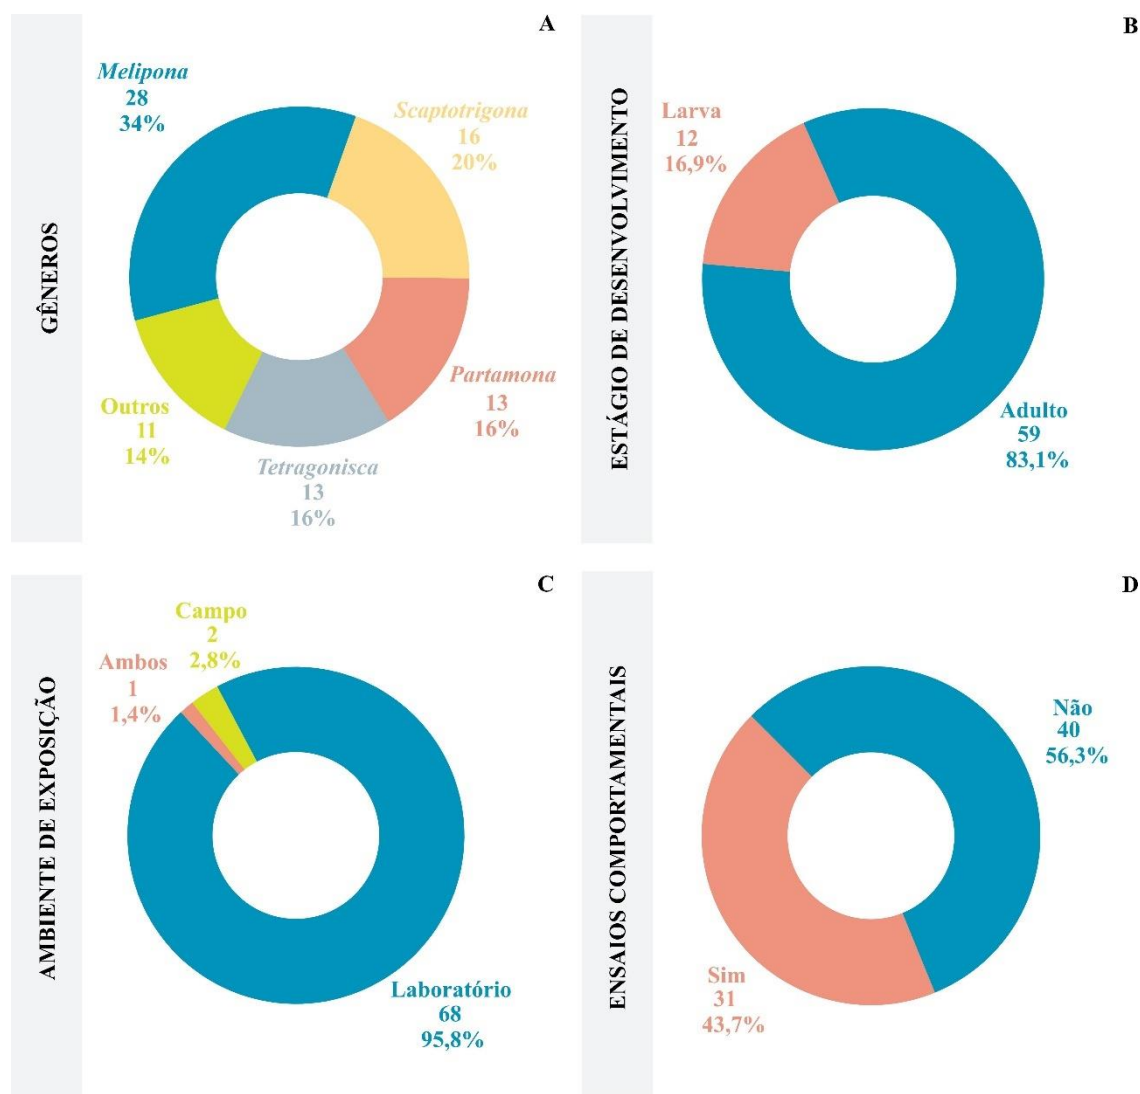 A
GÊNEROS
Melipona
28
34%
Scaptotrigona
16
20%
Partamona
13
16%
Tetragonisca
13
16%
Outros
11
14%
B
ESTÁGIO DE DESENVOLVIMENTO
Larva
12
16,9%
Adulto
59
83,1%
C
AMBIENTE DE EXPOSIÇÃO
Campo
2
2,8%
Ambos
1
1,4%
Laboratório
68
95,8%
D
ENSAIOS COMPORTAMENTAIS
Não
40
56,3%
Sim
31
43,7%